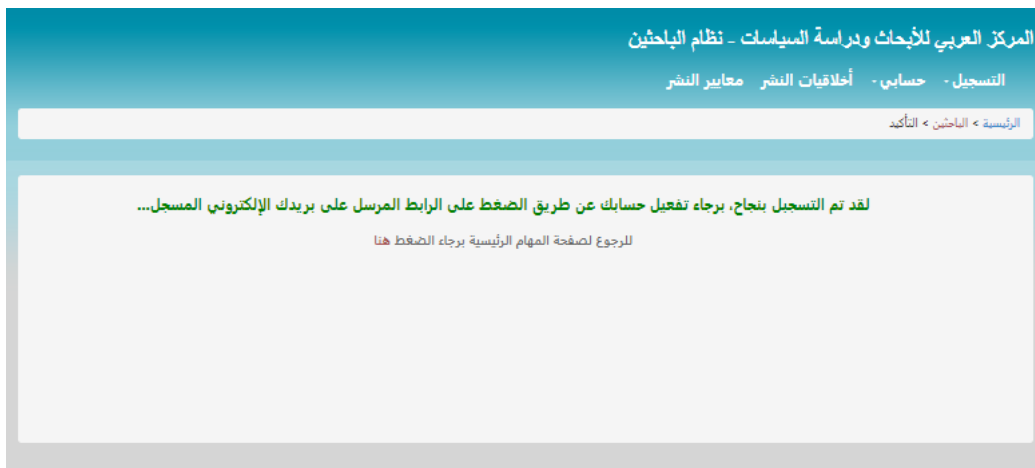 المركز العربي للأبحاث ودراسة السياسات - نظام الباحثين
التسجيل - حسابي - أخلاقيات النشر معايير النشر
الرئيسية > الباحثين > التأكيد
لقد تم التسجيل بنجاح، برجاء تفعيل حسابك عن طريق الضغط على الرابط المرسل على بريدك الإلكتروني المسجل...
للرجوع لصفحة المهام الرئيسية برجاء الضغط هنا